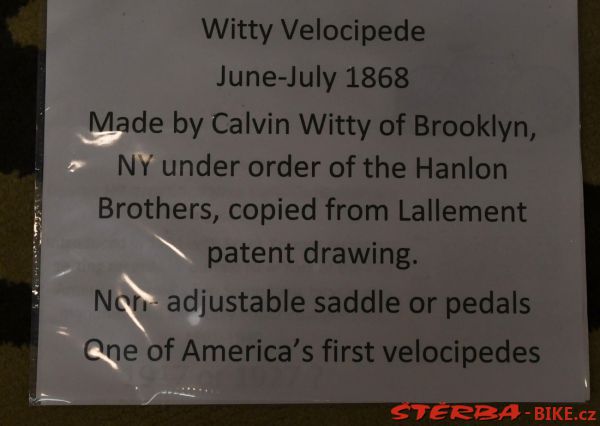 Witty Velocipede
June-July 1868
Made by Calvin Witty of Brooklyn,
NY under order of the Hanlon
Brothers, copied from Lallement
patent drawing.
Non- adjustable saddle or pedals
One of America's first velocipedes
ŠTĚRBA-BIKE.cz